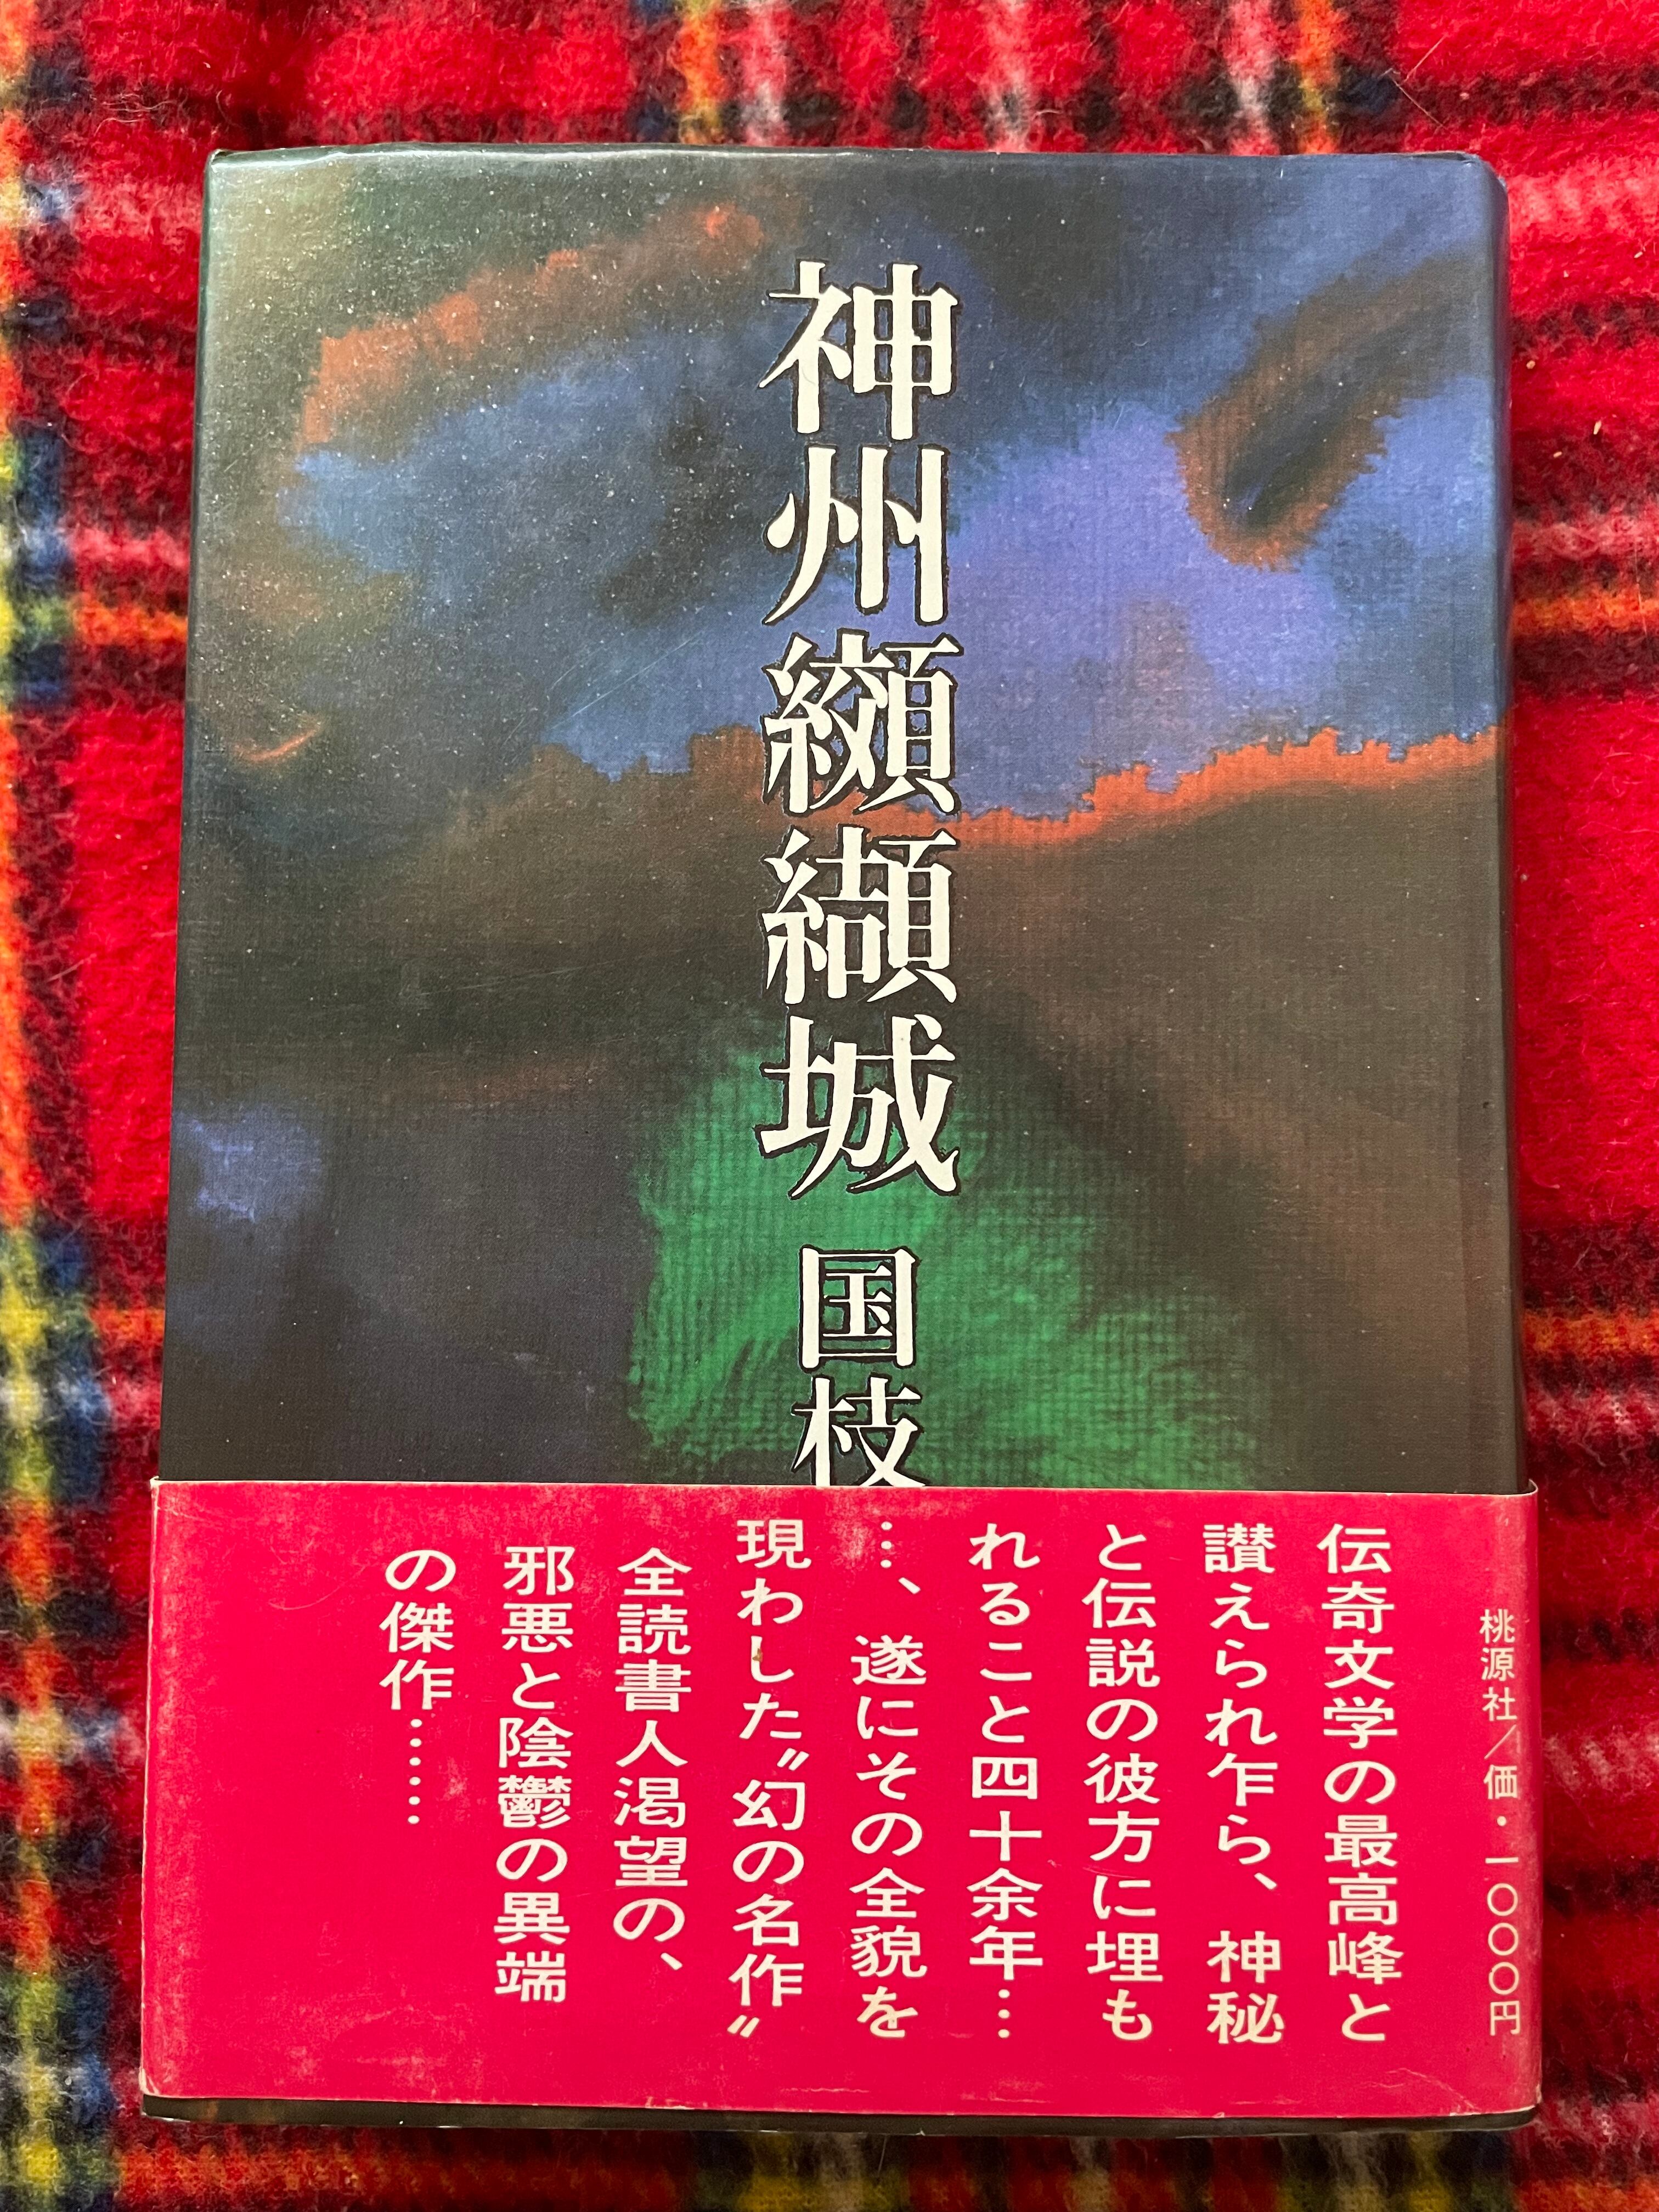 神州纐纈城 国枝
桃源社／価・一〇〇〇円
伝奇文学の最高峰と
讃えられ乍ら、神秘
と伝説の彼方に埋も
れること四十余年…
…、遂にその全貌を
現わした〝幻の名作〟
全読書人渇望の、
邪悪と陰鬱の異端
の傑作……